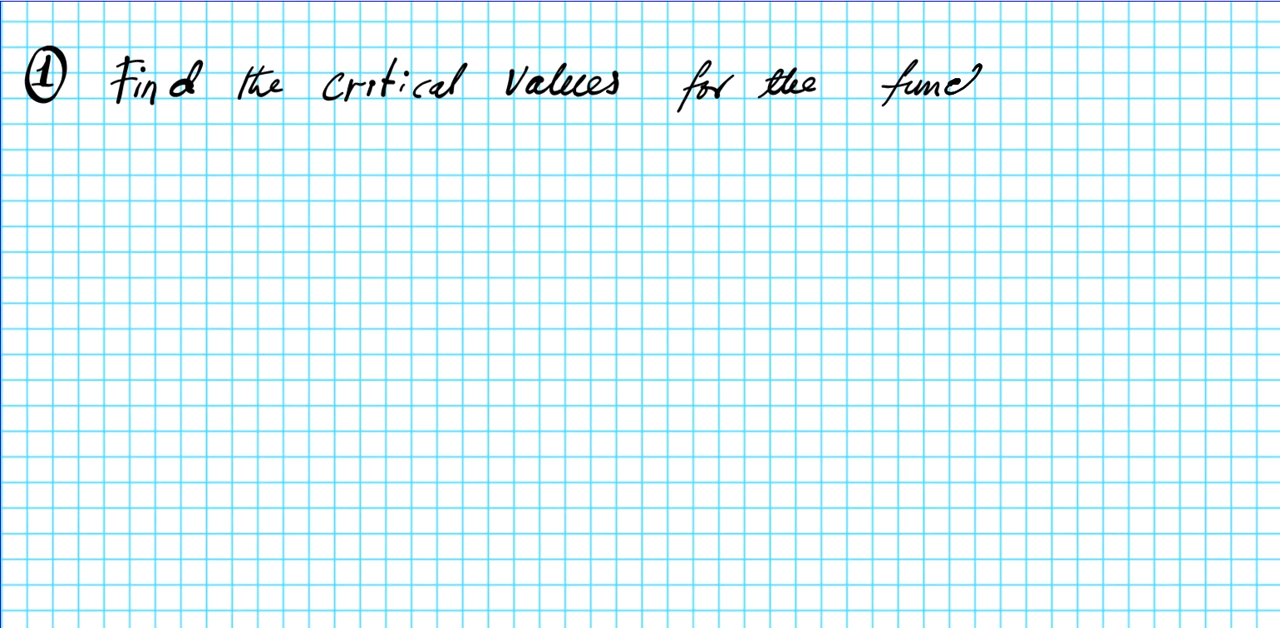 ① Find the critical values for the func